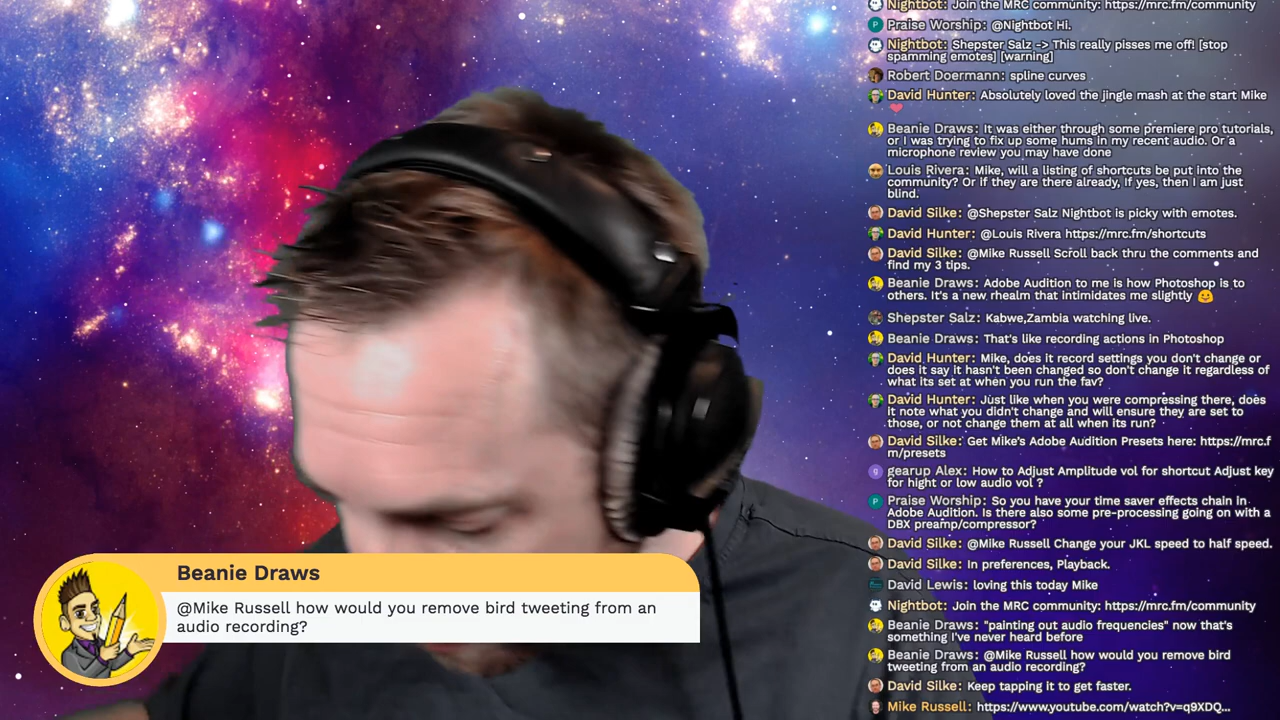 Nightbot: Join the MRC community: https://mrc.fm/community
Praise Worship: @Nightbot Hi.
Nightbot: Shepster Salz -> This really pisses me off! [stop
spamming emotes] [warning]
Robert Doermann: spline curves
David Hunter: Absolutely loved the jingle mash at the start Mike
Beanie Draws: It was either through some premiere pro tutorials,
or I was trying to fix up some hums in my recent audio. Or a
microphone review you may have done
Louis Rivera: Mike, will a listing of shortcuts be put into the
community? Or if they are there already, If yes, then I am just
blind.
David Silke: @Shepster Salz Nightbot is picky with emotes.
David Hunter: @Louis Rivera https://mrc.fm/shortcuts
David Silke: @Mike Russell Scroll back thru the comments and
find my 3 tips.
Beanie Draws: Adobe Audition to me is how Photoshop is to
others. It's a new rhealm that intimidates me slightly
Shepster Salz: Kabwe,Zambia watching live.
Beanie Draws: That's like recording actions in Photoshop
David Hunter: Mike, does it record settings you don't change or
does it say it hasn't been changed so don't change it regardless of
what its set at when you run the fav?
David Hunter: Just like when you were compressing there, does
it note what you didn't change and will ensure they are set to
those, or not change them at all when its run?
David Silke: Get Mike's Adobe Audition Presets here: https://mrc.f
m/presets
gearup Alex: How to Adjust Amplitude vol for shortcut Adjust key
for hight or low audio vol ?
Praise Worship: So you have your time saver effects chain in
Adobe Audition. Is there also some pre-processing going on with a
DBX preamp/compressor?
David Silke: @Mike Russell Change your JKL speed to half speed.
David Silke: In preferences, Playback.
David Lewis: loving this today Mike
Nightbot: Join the MRC community: https://mrc.fm/community
Beanie Draws: "painting out audio frequencies" now that's
something I've never heard before
Beanie Draws: @Mike Russell how would you remove bird
tweeting from an audio recording?
David Silke: Keep tapping it to get faster.
Mike Russell: https://www.youtube.com/watch?v=q9XDQ...
Beanie Draws
@Mike Russell how would you remove bird tweeting from an
audio recording?